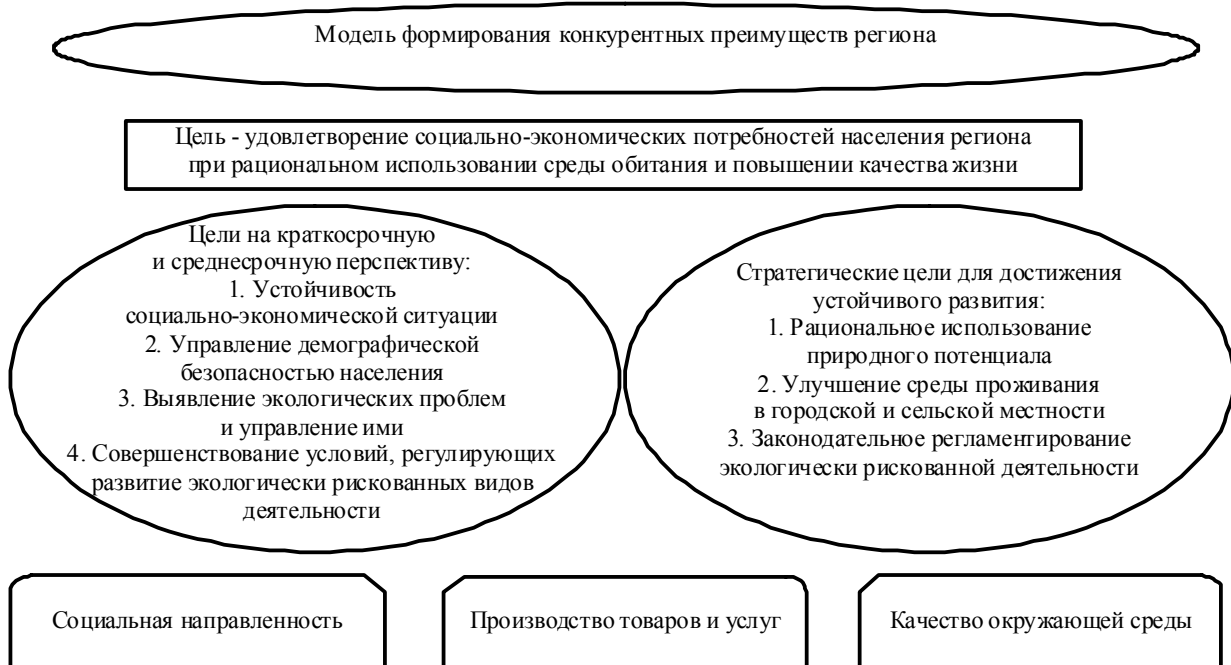 Модель формирования конкурентных преимуществ региона
Цель - удовлетворение социально-экономических потребностей населения региона
при рациональном использовании среды обитания и повышении качества жизни
Цели на краткосрочную
и среднесрочную перспективу:
1. Устойчивость
социально-экономической ситуации
2. Управление демографической
безопасностью населения
3. Выявление экологических проблем
и управление ими
4. Совершенствование условий, регулирующих
развитие экологически рискованных видов
деятельности
Стратегические цели для достижения
устойчивого развития:
1. Рациональное использование
природного потенциала
2. Улучшение среды проживания
в городской и сельской местности
3. Законодательное регламентирование
экологически рискованной деятельности
Социальная направленность
Производство товаров и услуг
Качество окружающей среды